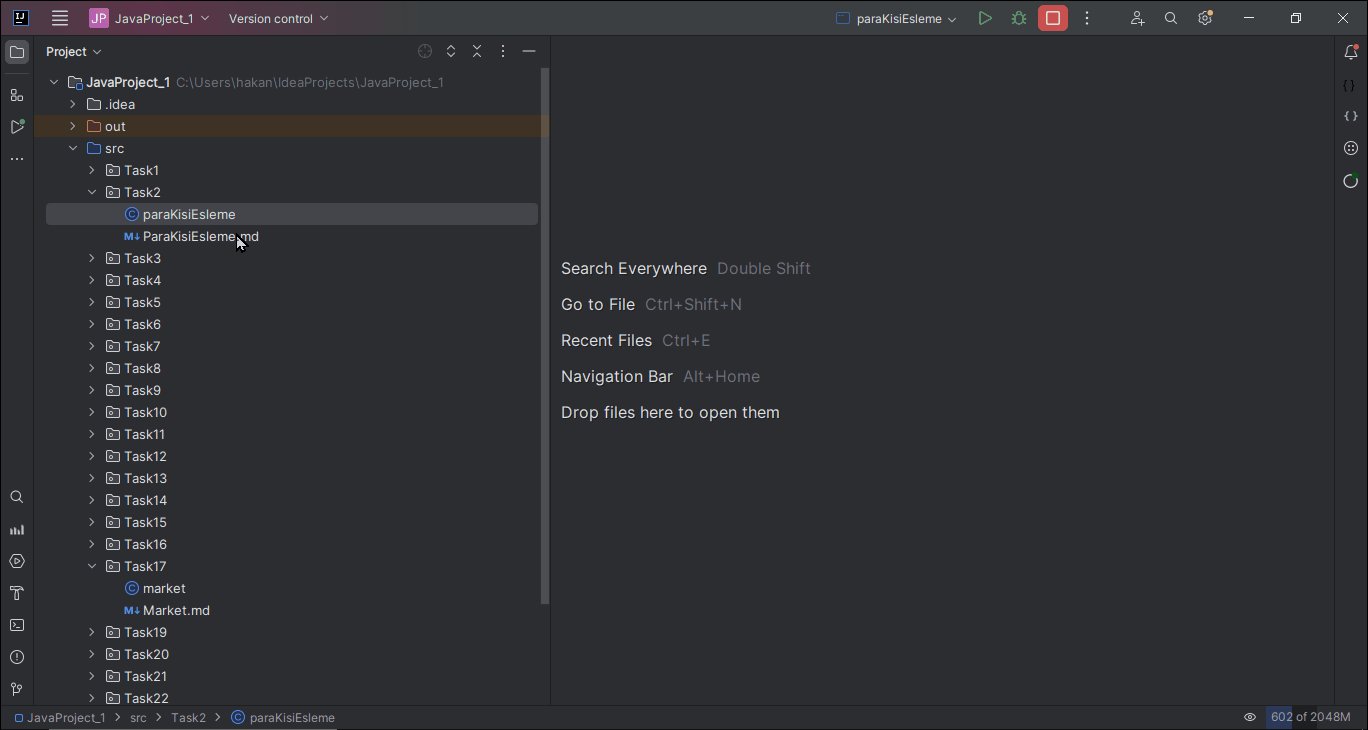 JP JavaProject_1 Version control paraKisiEsleme
Project
JavaProject_1 C:\Users\hakan\IdeaProjects\JavaProject_1
.idea
out
src
Task1
Task2
paraKisiEsleme
ParaKisiEsleme.md
Task3
Task4
Task5
Task6
Task7
Task8
Task9
Task10
Task11
Task12
Task13
Task14
Task15
Task16
Task17
market
Market.md
Task19
Task20
Task21
Task22
Search Everywhere Double Shift
Go to File Ctrl+Shift+N
Recent Files Ctrl+E
Navigation Bar Alt+Home
Drop files here to open them
JavaProject_1 > src > Task2 > paraKisiEsleme
602 of 2048M